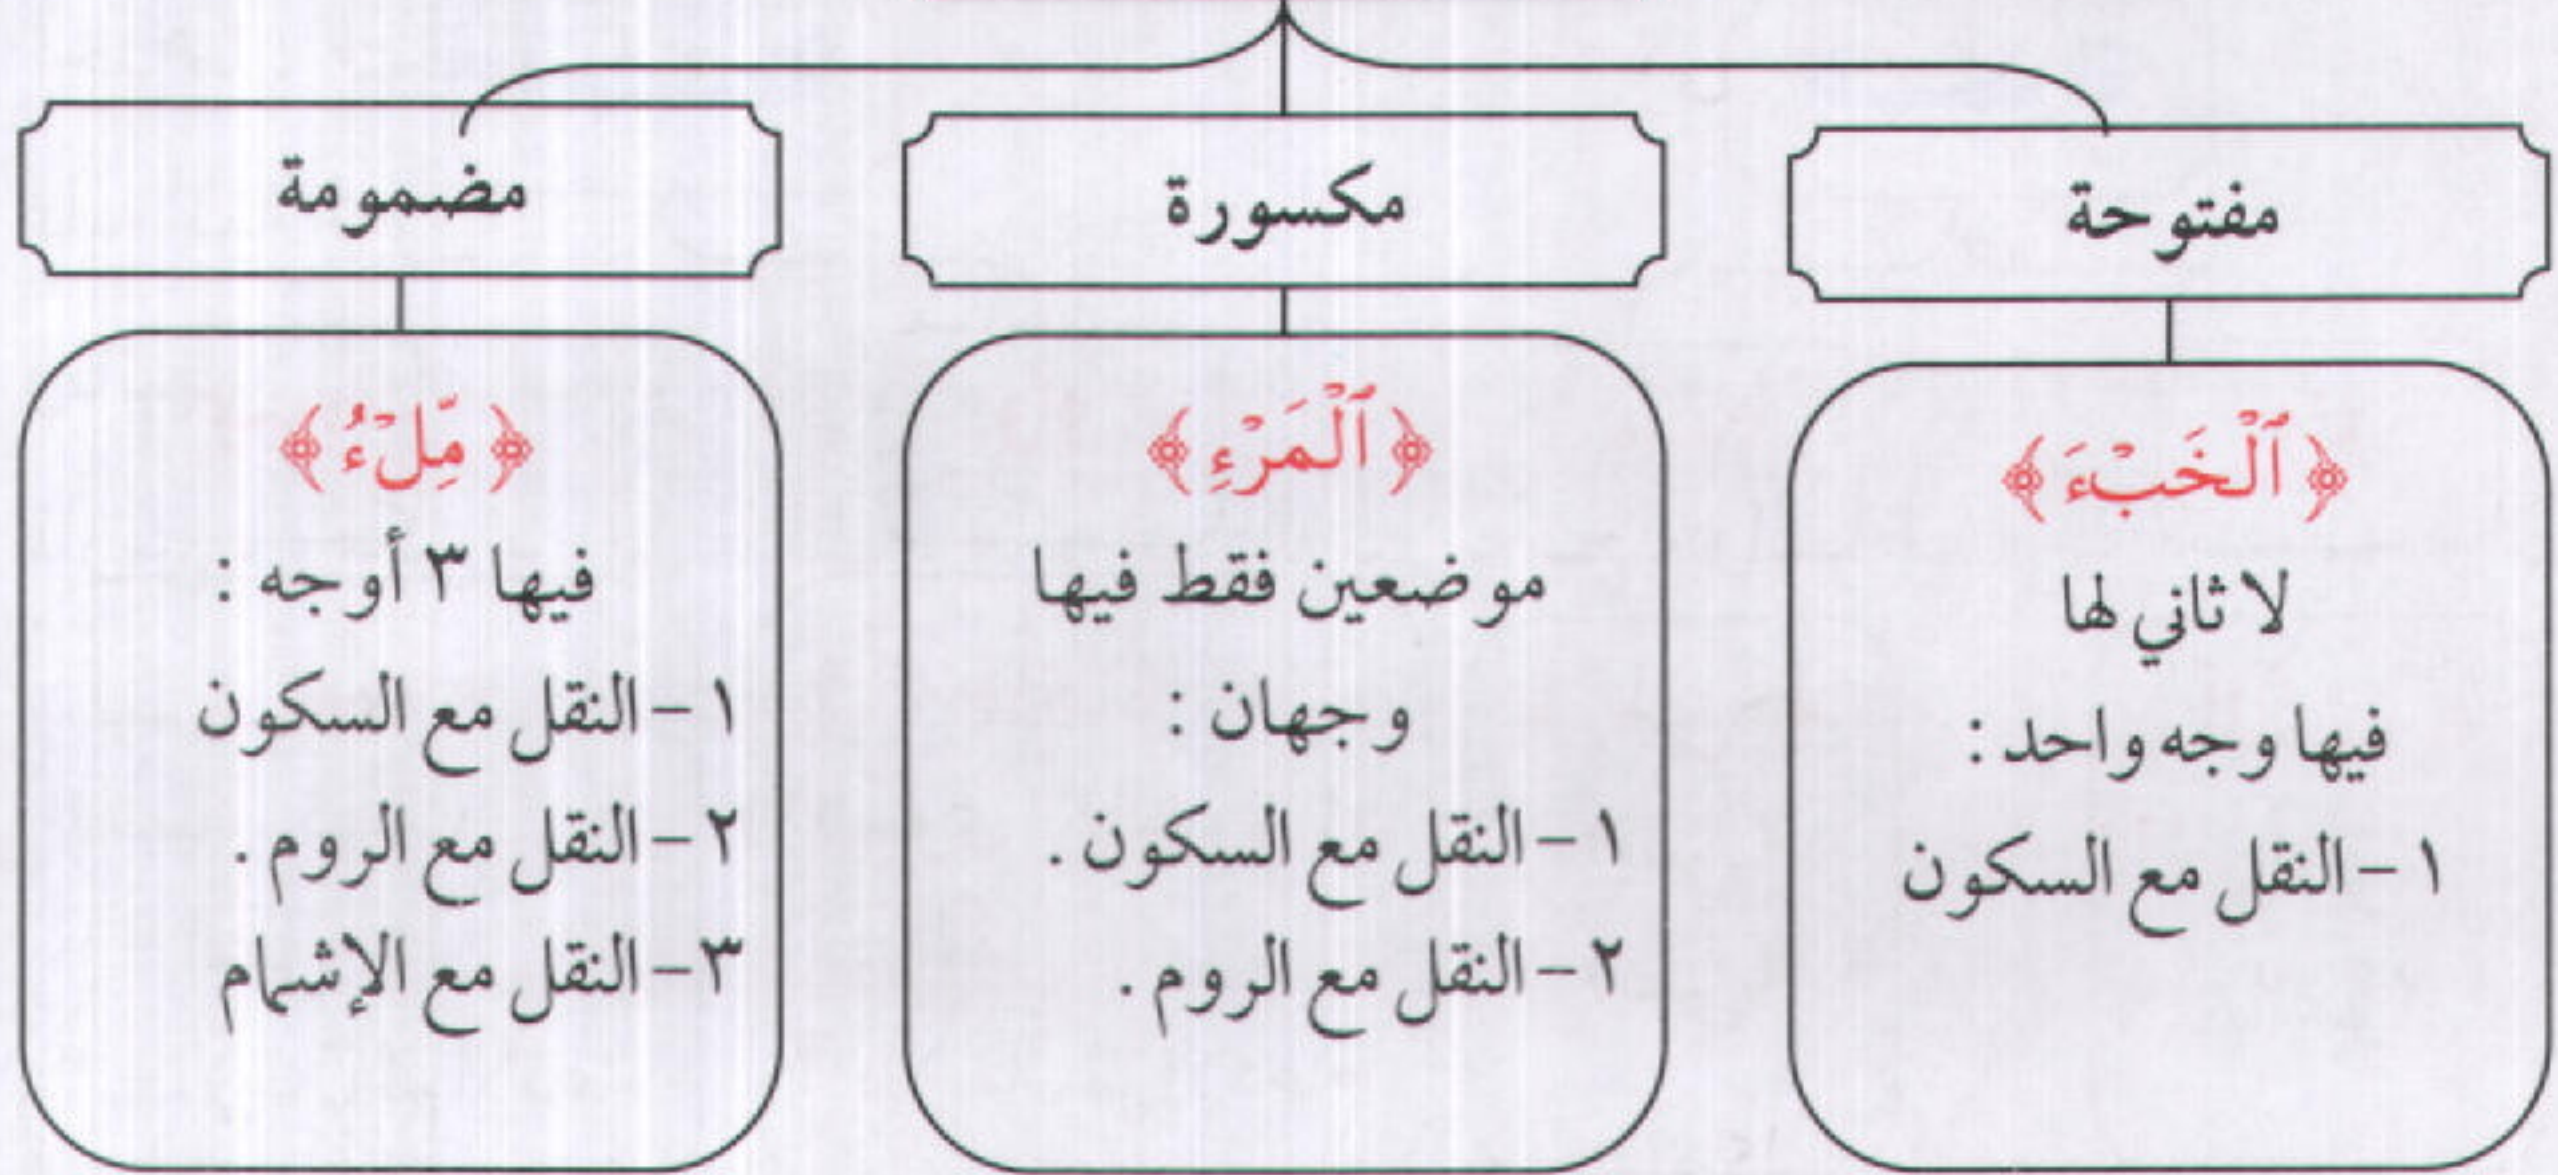 مفتوحة
﴿ ٱلْخَبْءَ ﴾
لا ثاني لها
فيها وجه واحد :
١ - النقل مع السكون
مكسورة
﴿ ٱلْمَرْءِ ﴾
موضعين فقط فيها
وجهان :
١ - النقل مع السكون .
٢ - النقل مع الروم .
مضمومة
﴿ مِّلْءُ ﴾
فيها ٣ أوجه :
١ - النقل مع السكون
٢ - النقل مع الروم .
٣ - النقل مع الإشمام